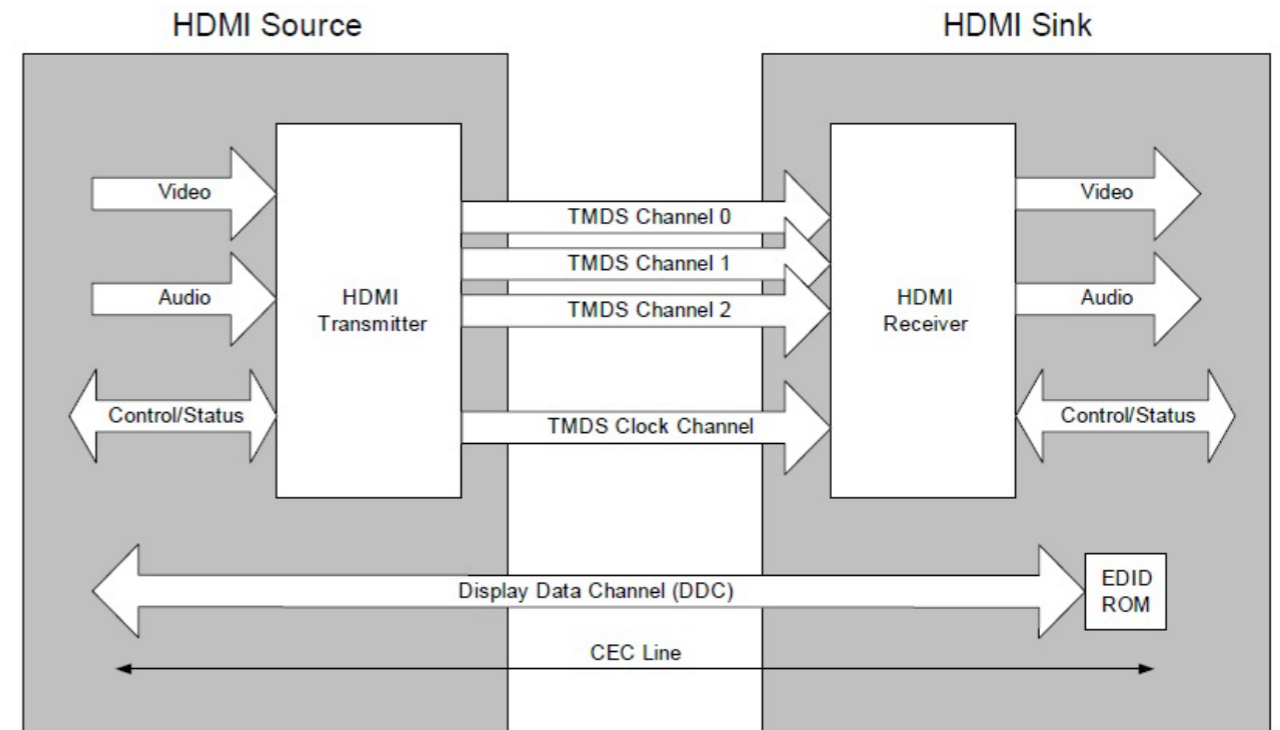 HDMI Source
HDMI Sink
Video
Audio
Control/Status
HDMI
Transmitter
TMDS Channel 0
TMDS Channel 1
TMDS Channel 2
TMDS Clock Channel
HDMI
Receiver
Video
Audio
Control/Status
Display Data Channel (DDC)
EDID
ROM
CEC Line